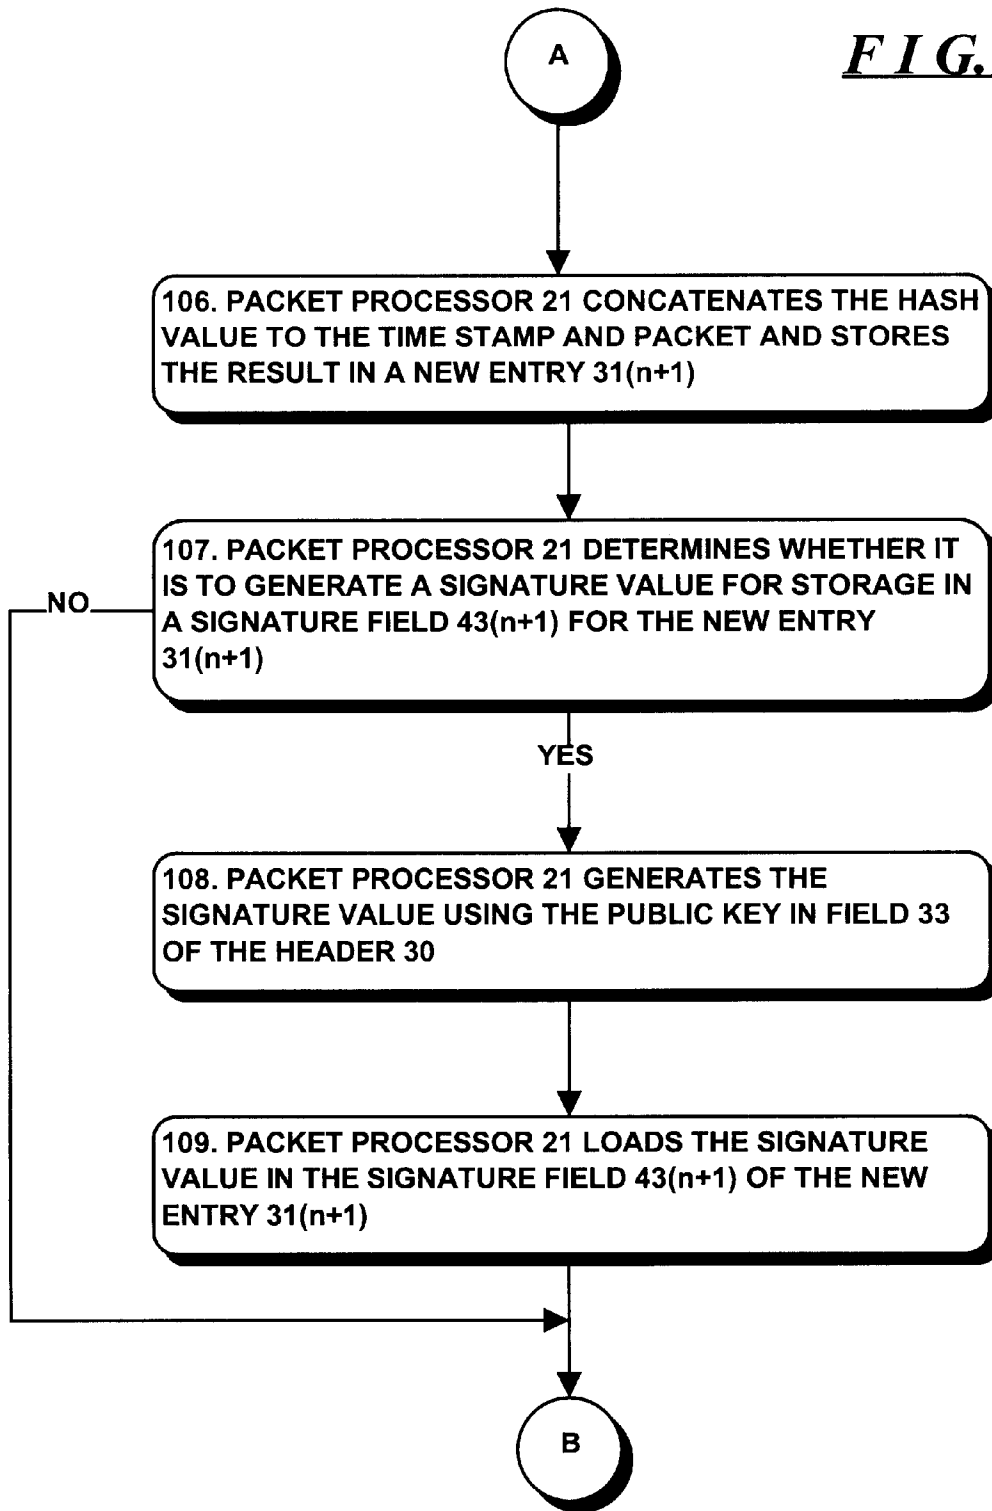 A
FIG.
106. PACKET PROCESSOR 21 CONCATENATES THE HASH
VALUE TO THE TIME STAMP AND PACKET AND STORES
THE RESULT IN A NEW ENTRY 31(n+1)
107. PACKET PROCESSOR 21 DETERMINES WHETHER IT
IS TO GENERATE A SIGNATURE VALUE FOR STORAGE IN
A SIGNATURE FIELD 43(n+1) FOR THE NEW ENTRY
31(n+1)
NO
YES
108. PACKET PROCESSOR 21 GENERATES THE
SIGNATURE VALUE USING THE PUBLIC KEY IN FIELD 33
OF THE HEADER 30
109. PACKET PROCESSOR 21 LOADS THE SIGNATURE
VALUE IN THE SIGNATURE FIELD 43(n+1) OF THE NEW
ENTRY 31(n+1)
B